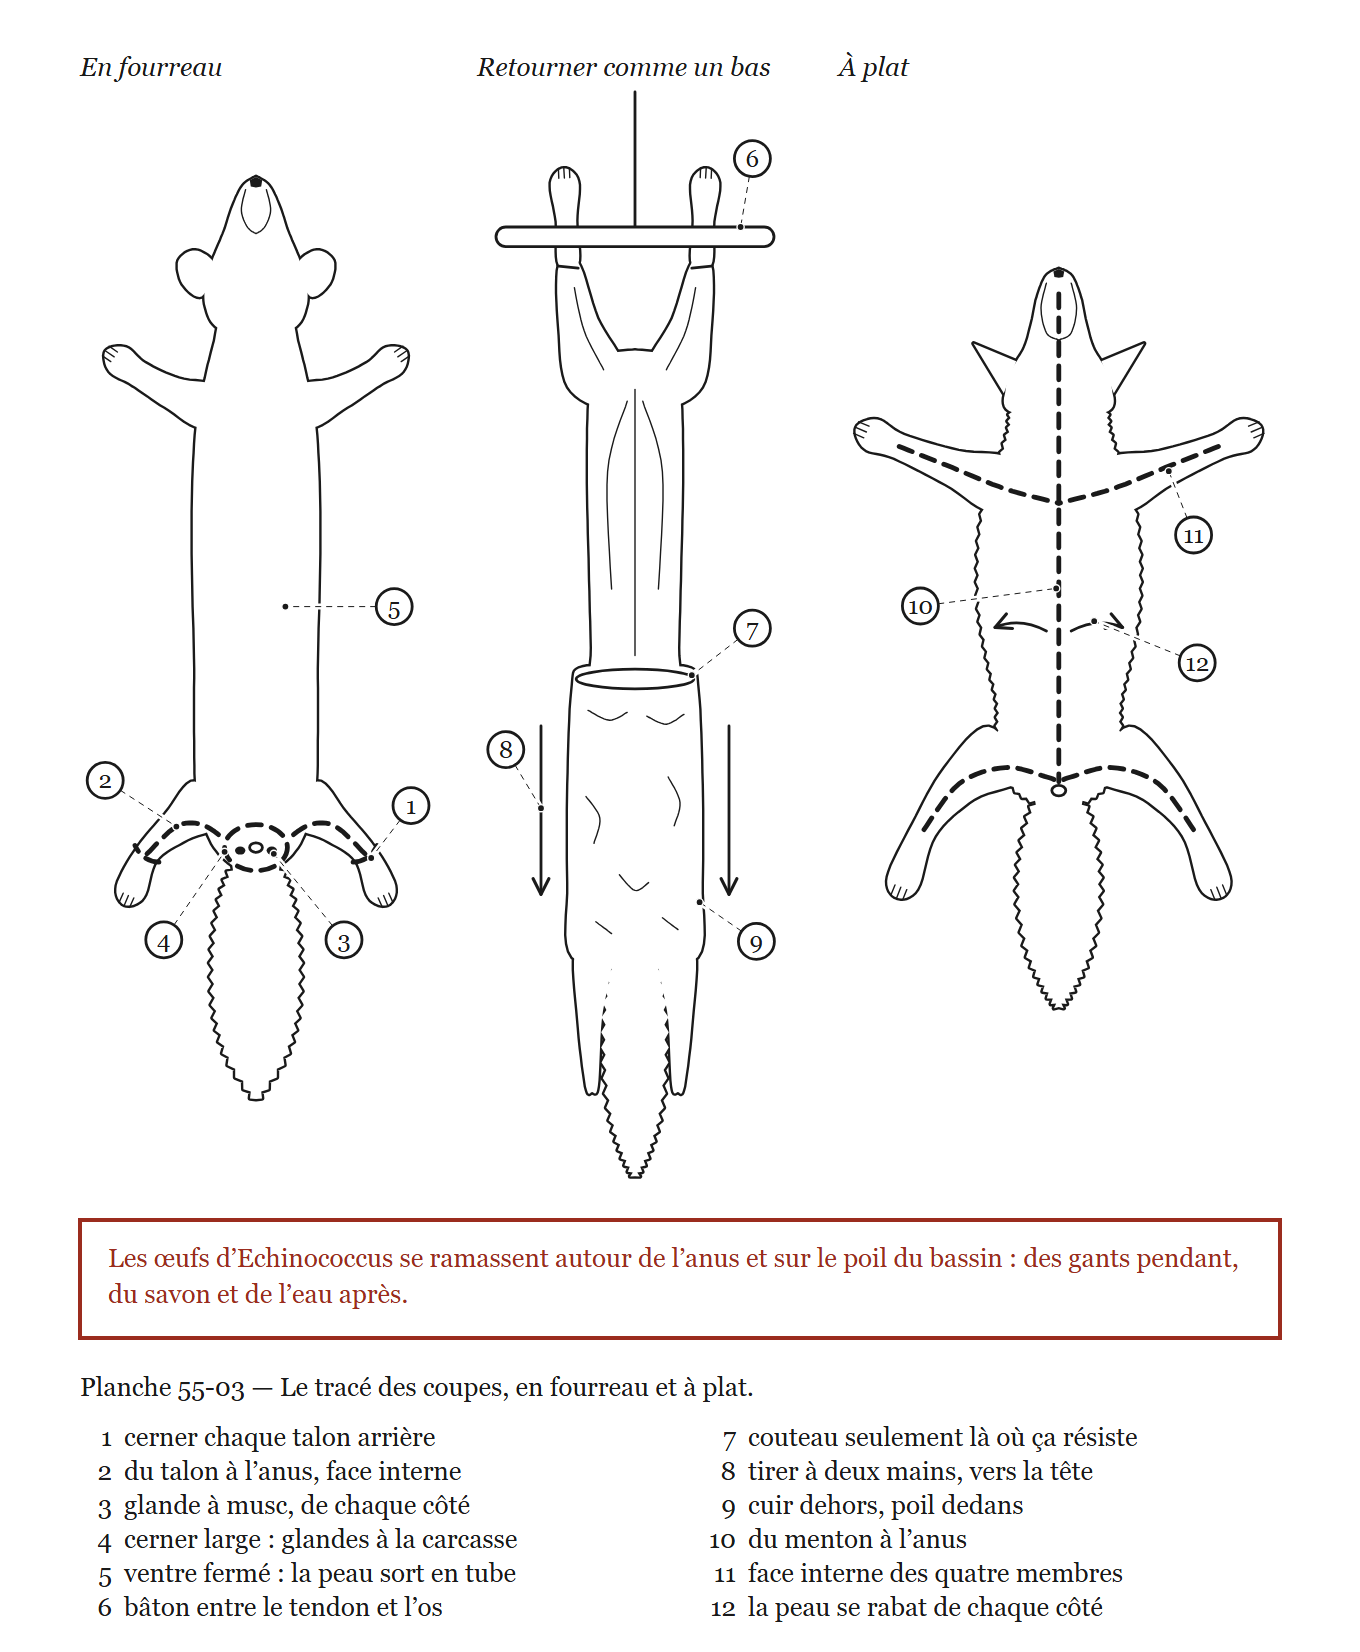 En fourreau
Retourner comme un bas
À plat
6
5
11
10
7
12
8
2
1
4
3
9
Les œufs d’Echinococcus se ramassent autour de l’anus et sur le poil du bassin : des gants pendant,
du savon et de l’eau après.
Planche 55-03 — Le tracé des coupes, en fourreau et à plat.
1 cerner chaque talon arrière
2 du talon à l’anus, face interne
3 glande à musc, de chaque côté
4 cerner large : glandes à la carcasse
5 ventre fermé : la peau sort en tube
6 bâton entre le tendon et l’os
7 couteau seulement là où ça résiste
8 tirer à deux mains, vers la tête
9 cuir dehors, poil dedans
10 du menton à l’anus
11 face interne des quatre membres
12 la peau se rabat de chaque côté